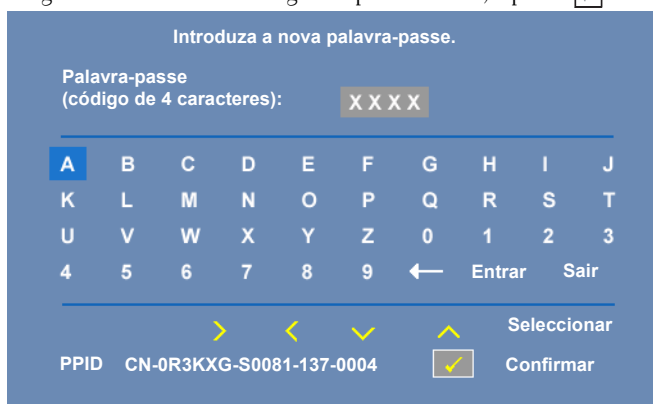 Introduza a nova palavra-passe.
Palavra-passe
(código de 4 caracteres): X X X X
A B C D E F G H I J
K L M N O P Q R S T
U V W X Y Z 0 1 2 3
4 5 6 7 8 9 ← Entrar Sair
Seleccionar
PPID CN-0R3KXG-S0081-137-0004 ✓ Confirmar